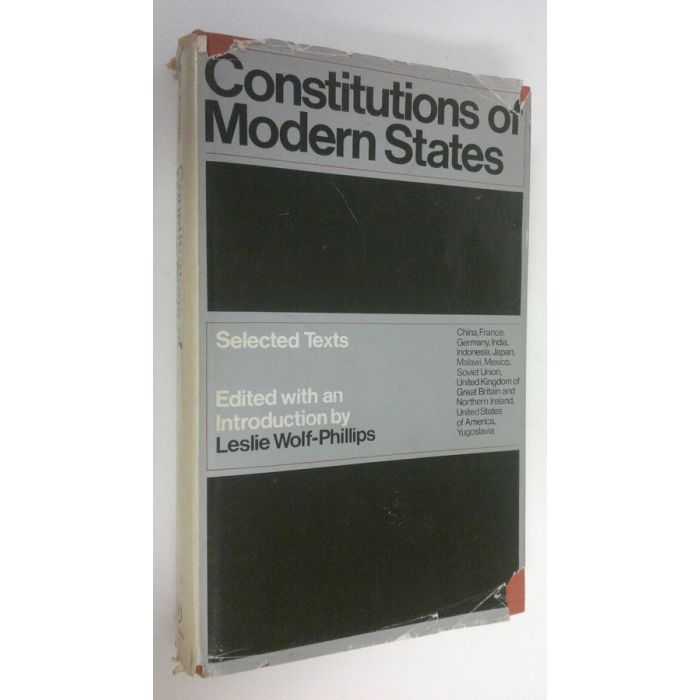 Constitutions of
Modern States
Selected Texts
Edited with an
Introduction by
Leslie Wolf-Phillips
China, France,
Germany, India,
Indonesia, Japan,
Malawi, Mexico,
Soviet Union,
United Kingdom of
Great Britain and
Northern Ireland,
United States
of America,
Yugoslavia